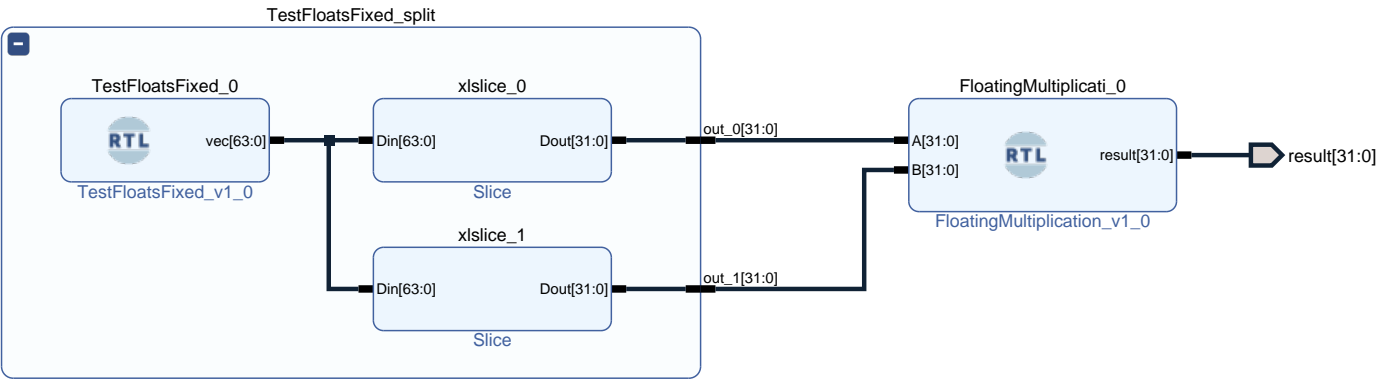 TestFloatsFixed_split
TestFloatsFixed_0
RTL
vec[63:0]
TestFloatsFixed_v1_0
xlslice_0
Din[63:0]
Dout[31:0]
Slice
xlslice_1
Din[63:0]
Dout[31:0]
Slice
out_0[31:0]
out_1[31:0]
FloatingMultiplicati_0
A[31:0]
B[31:0]
RTL
result[31:0]
FloatingMultiplication_v1_0
result[31:0]